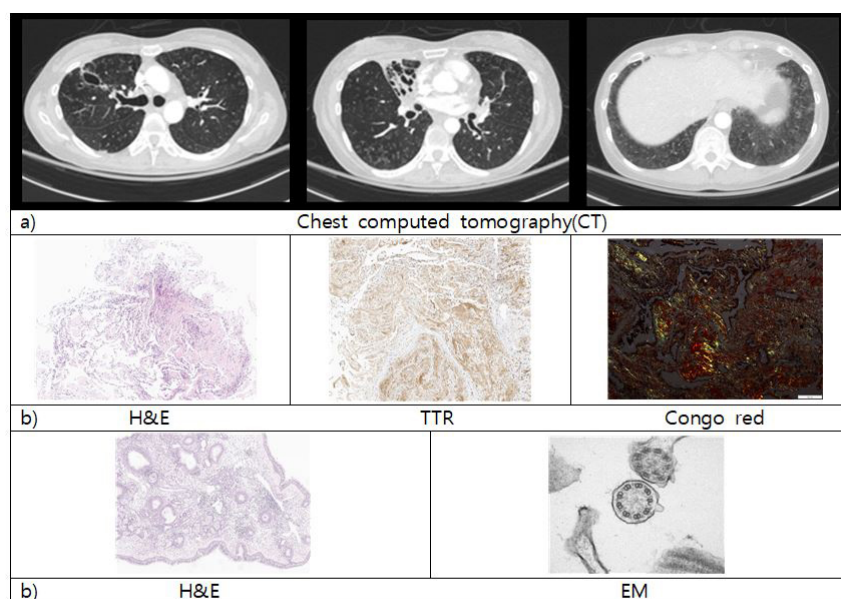 a) Chest computed tomography(CT)
b) H&E TTR Congo red
b) H&E EM